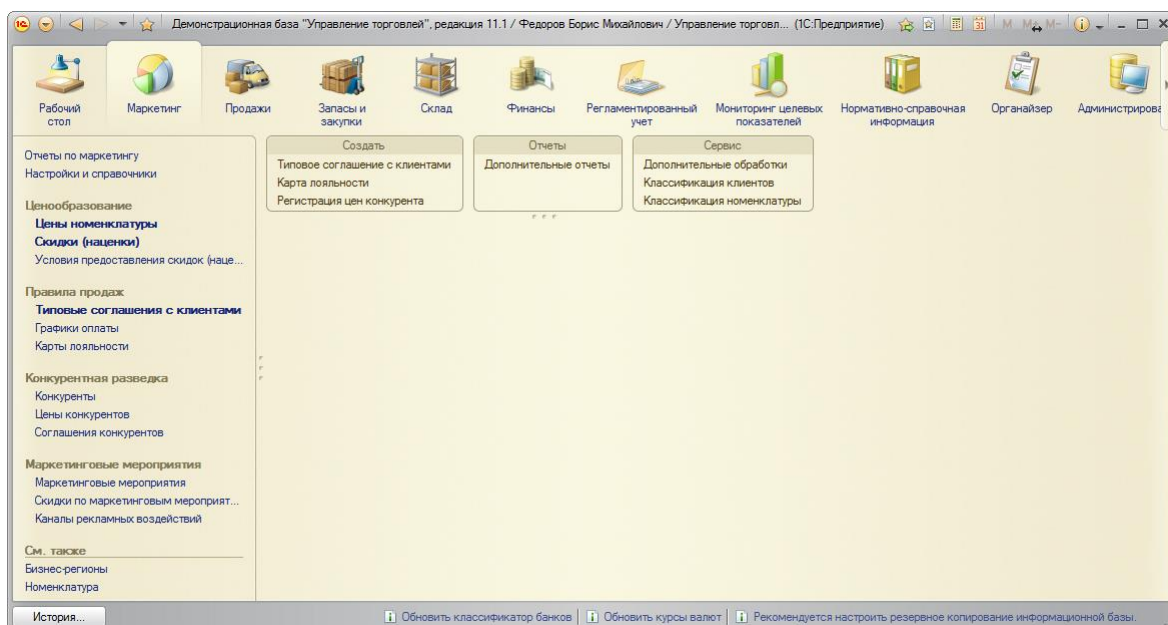 Демонстрационная база "Управление торговлей", редакция 11.1 / Федоров Борис Михайлович / Управление торговл... (1С:Предприятие)
M M+ M-
Рабочий стол
Маркетинг
Продажи
Запасы и закупки
Склад
Финансы
Регламентированный учет
Мониторинг целевых показателей
Нормативно-справочная информация
Органайзер
Администрирова
Отчеты по маркетингу
Настройки и справочники
Ценообразование
Цены номенклатуры
Скидки (наценки)
Условия предоставления скидок (наце...
Правила продаж
Типовые соглашения с клиентами
Графики оплаты
Карты лояльности
Конкурентная разведка
Конкуренты
Цены конкурентов
Соглашения конкурентов
Маркетинговые мероприятия
Маркетинговые мероприятия
Скидки по маркетинговым мероприят...
Каналы рекламных воздействий
См. также
Бизнес-регионы
Номенклатура
Создать
Типовое соглашение с клиентами
Карта лояльности
Регистрация цен конкурента
Отчеты
Дополнительные отчеты
Сервис
Дополнительные обработки
Классификация клиентов
Классификация номенклатуры
История...
Обновить классификатор банков
Обновить курсы валют
Рекомендуется настроить резервное копирование информационной базы.